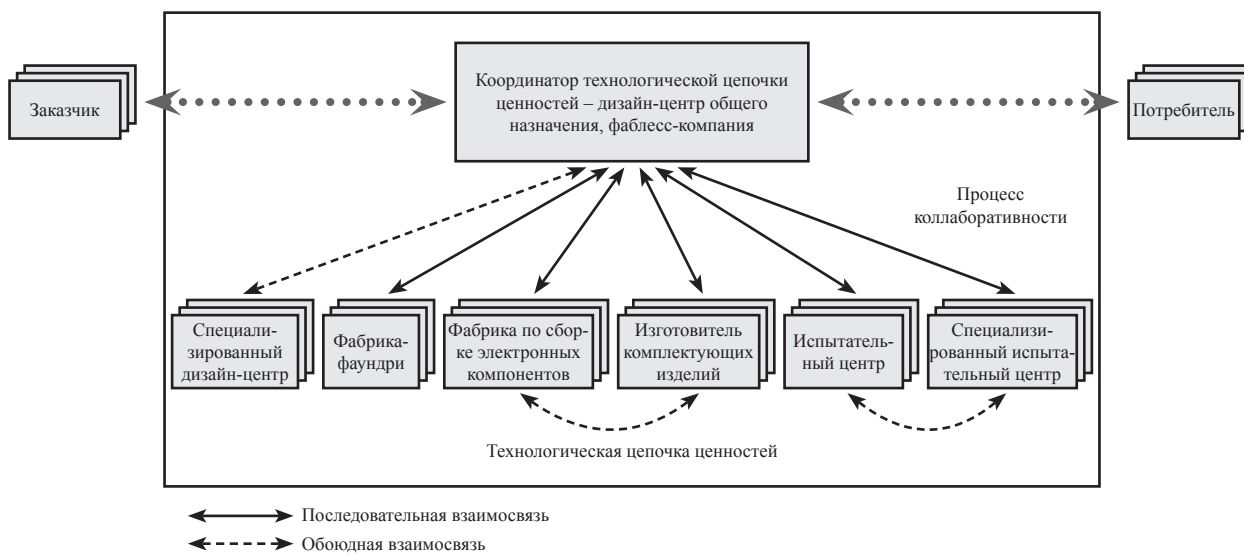 Координатор технологической цепочки
ценностей – дизайн-центр общего
назначения, фаблесс-компания
Заказчик
Потребитель
Процесс
коллаборативности
Специали-
зированный
дизайн-центр
Фабрика-
фаундри
Фабрика по сбор-
ке электронных
компонентов
Изготовитель
комплектующих
изделий
Испытатель-
ный центр
Специализи-
рованный испыта-
тельный центр
Технологическая цепочка ценностей
Последовательная взаимосвязь
Обоюдная взаимосвязь